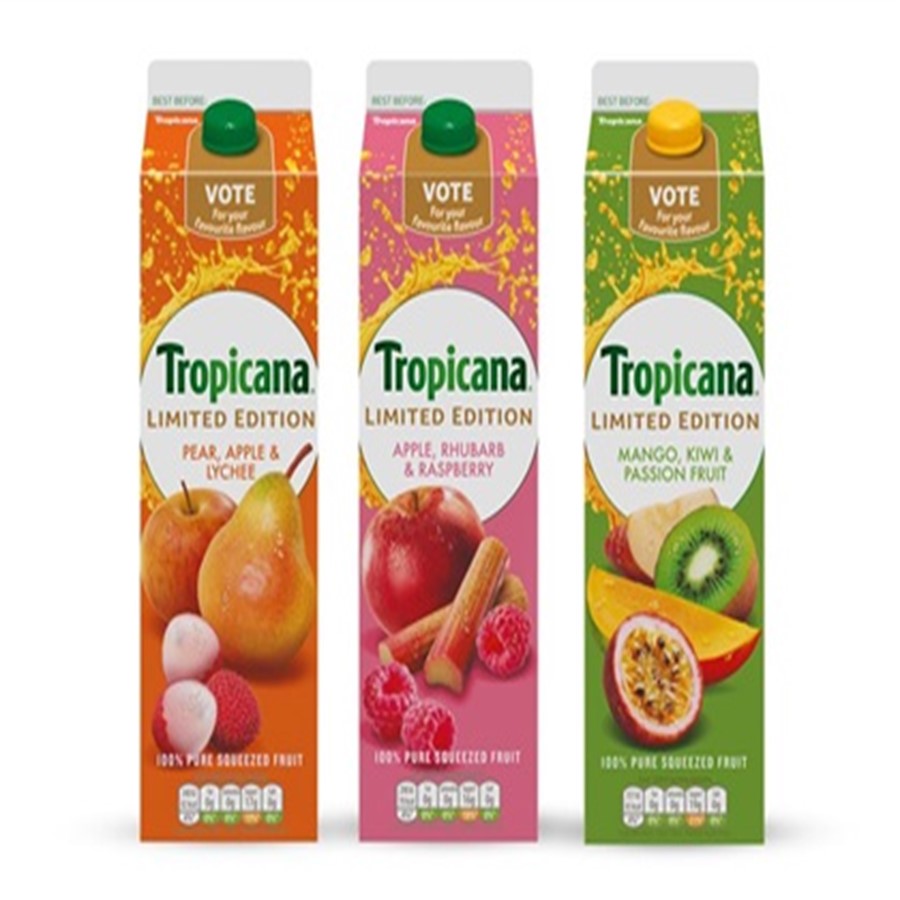 BEST BEFORE:
Tropicana
VOTE
For your
favourite flavour
Tropicana
LIMITED EDITION
PEAR, APPLE &
LYCHEE
100% PURE SQUEEZED FRUIT
BEST BEFORE:
Tropicana
VOTE
For your
favourite flavour
Tropicana
LIMITED EDITION
APPLE, RHUBARB
& RASPBERRY
100% PURE SQUEEZED FRUIT
BEST BEFORE:
Tropicana
VOTE
For your
favourite flavour
Tropicana
LIMITED EDITION
MANGO, KIWI &
PASSION FRUIT
100% PURE SQUEEZED FRUIT